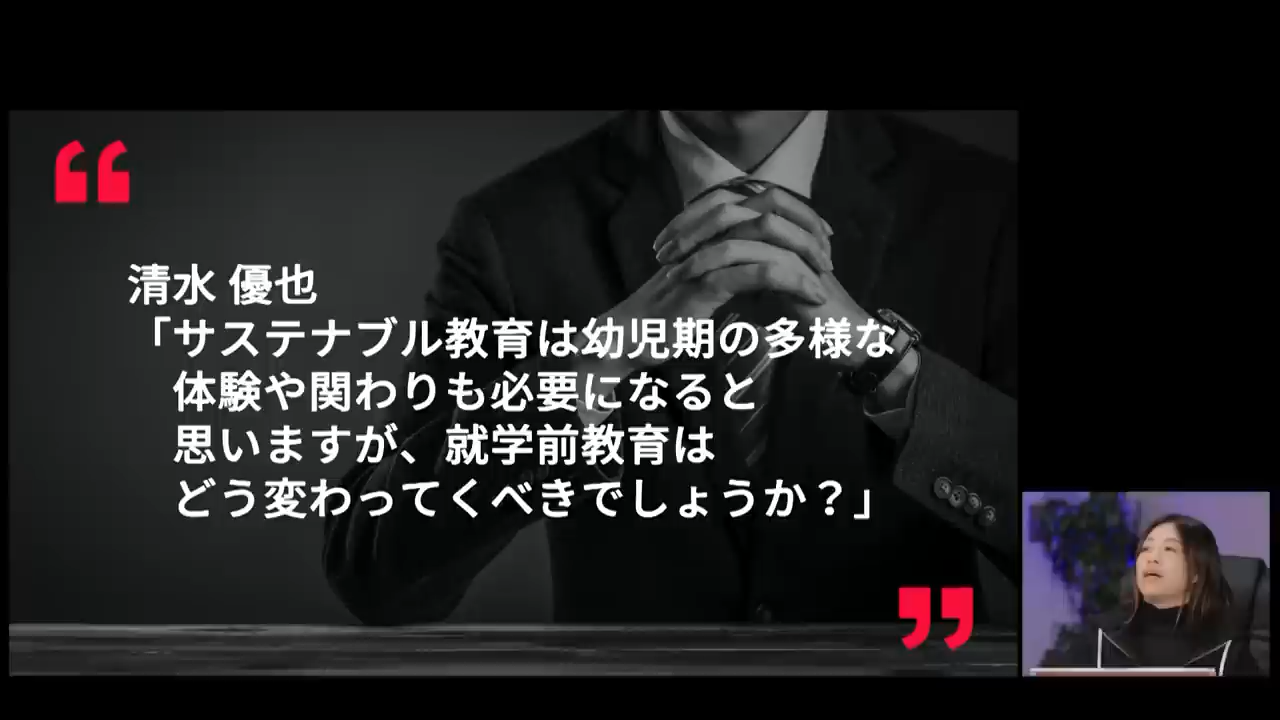 清水 優也
「サステナブル教育は幼児期の多様な
体験や関わりも必要になると
思いますが、就学前教育は
どう変わってくべきでしょうか？」